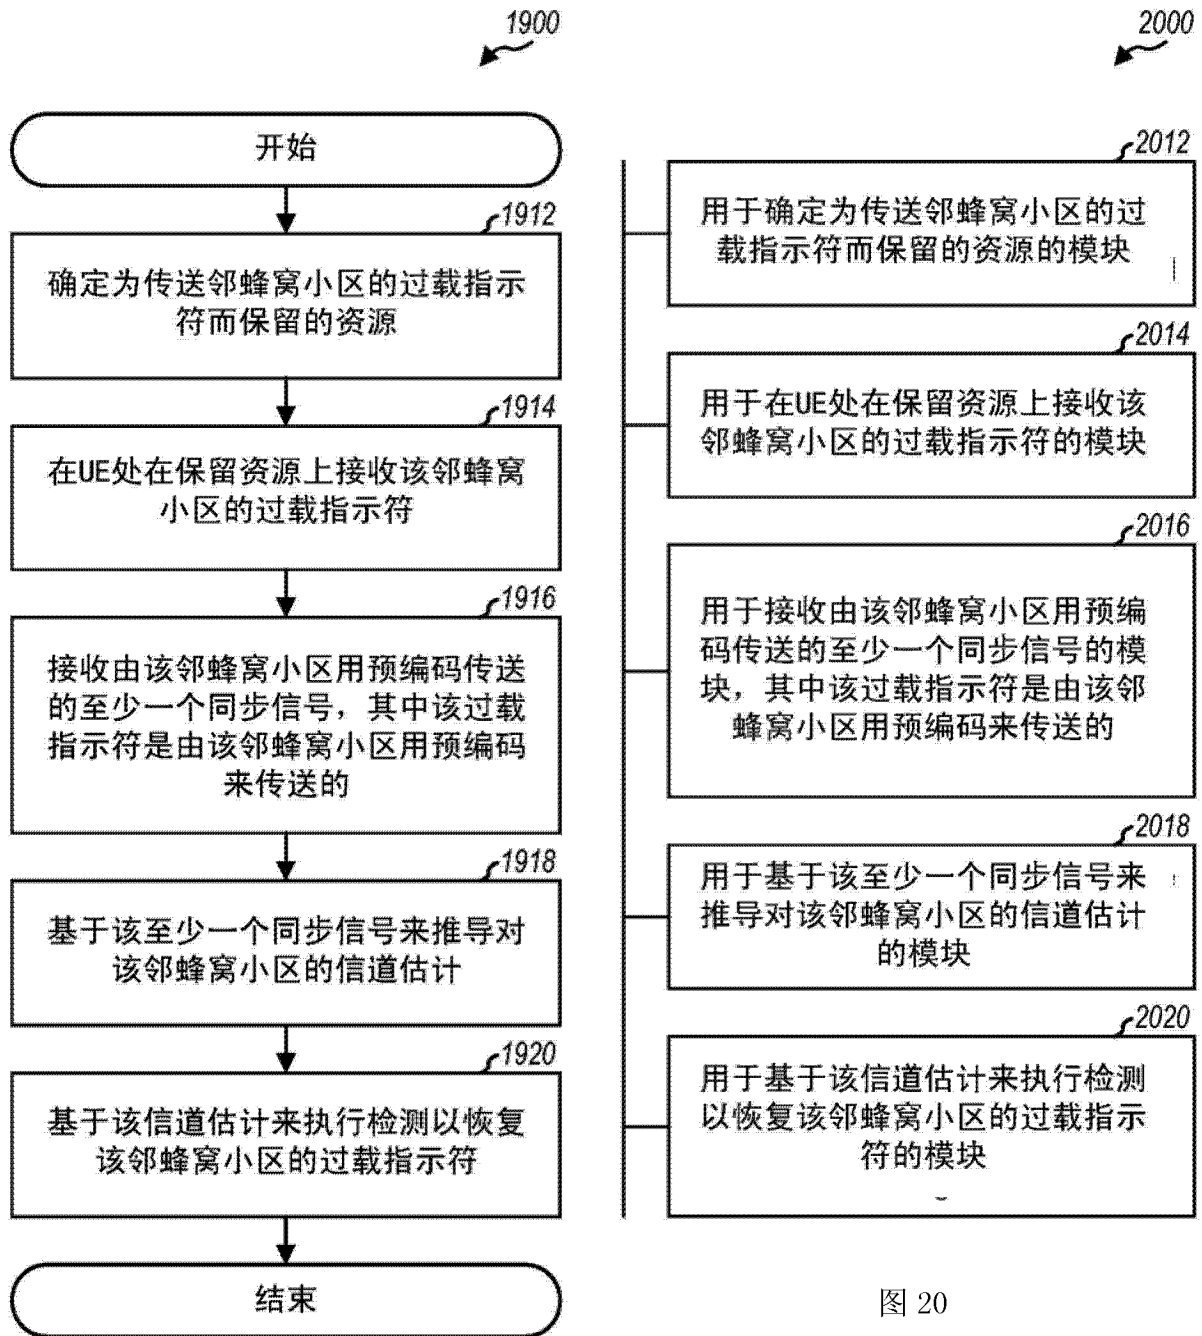 1900
开始
1912
确定为传送邻蜂窝小区的过载指示
符而保留的资源
1914
在UE处在保留资源上接收该邻蜂窝
小区的过载指示符
1916
接收由该邻蜂窝小区用预编码传送
的至少一个同步信号，其中该过载
指示符是由该邻蜂窝小区用预编码
来传送的
1918
基于该至少一个同步信号来推导对
该邻蜂窝小区的信道估计
1920
基于该信道估计来执行检测以恢复
该邻蜂窝小区的过载指示符
结束
2000
2012
用于确定为传送邻蜂窝小区的过
载指示符而保留的资源的模块
2014
用于在UE处在保留资源上接收该
邻蜂窝小区的过载指示符的模块
2016
用于接收由该邻蜂窝小区用预编
码传送的至少一个同步信号的模
块，其中该过载指示符是由该邻
蜂窝小区用预编码来传送的
2018
用于基于该至少一个同步信号来
推导对该邻蜂窝小区的信道估计
的模块
2020
用于基于该信道估计来执行检测
以恢复该邻蜂窝小区的过载指示
符的模块
图 20